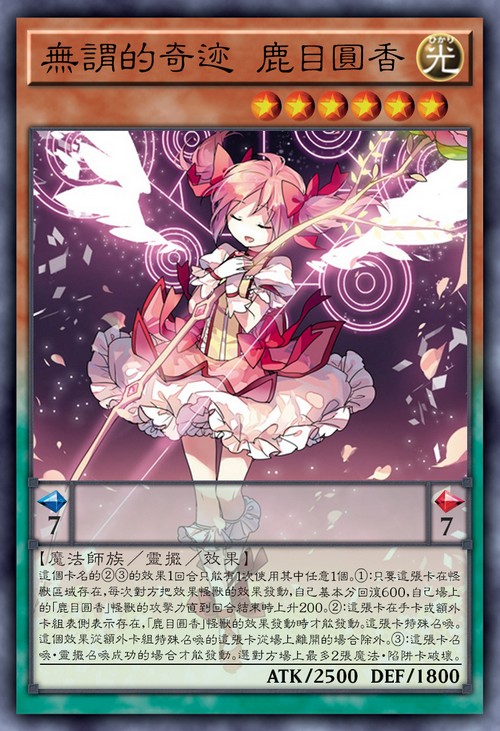 無謂的奇迹 鹿目圓香
ひかり
光
7
7
【魔法師族／靈擺／效果】
這個卡名的②③的效果1回合只能有1次使用其中任意1個。①:只要這張卡在怪
獸區域存在,每次對方把效果怪獸的效果發動,自己基本分回復600,自己場上
的「鹿目圓香」怪獸的攻擊力直到回合結束時上升200。②:這張卡在手卡或額外
卡組表側表示存在,「鹿目圓香」怪獸的效果發動時才能發動。這張卡特殊召喚。
這個效果從額外卡組特殊召喚的這張卡從場上離開的場合除外。③:這張卡召
喚·靈擺召喚成功的場合才能發動。選對方場上最多2張魔法·陷阱卡破壞。
ATK/2500 DEF/1800